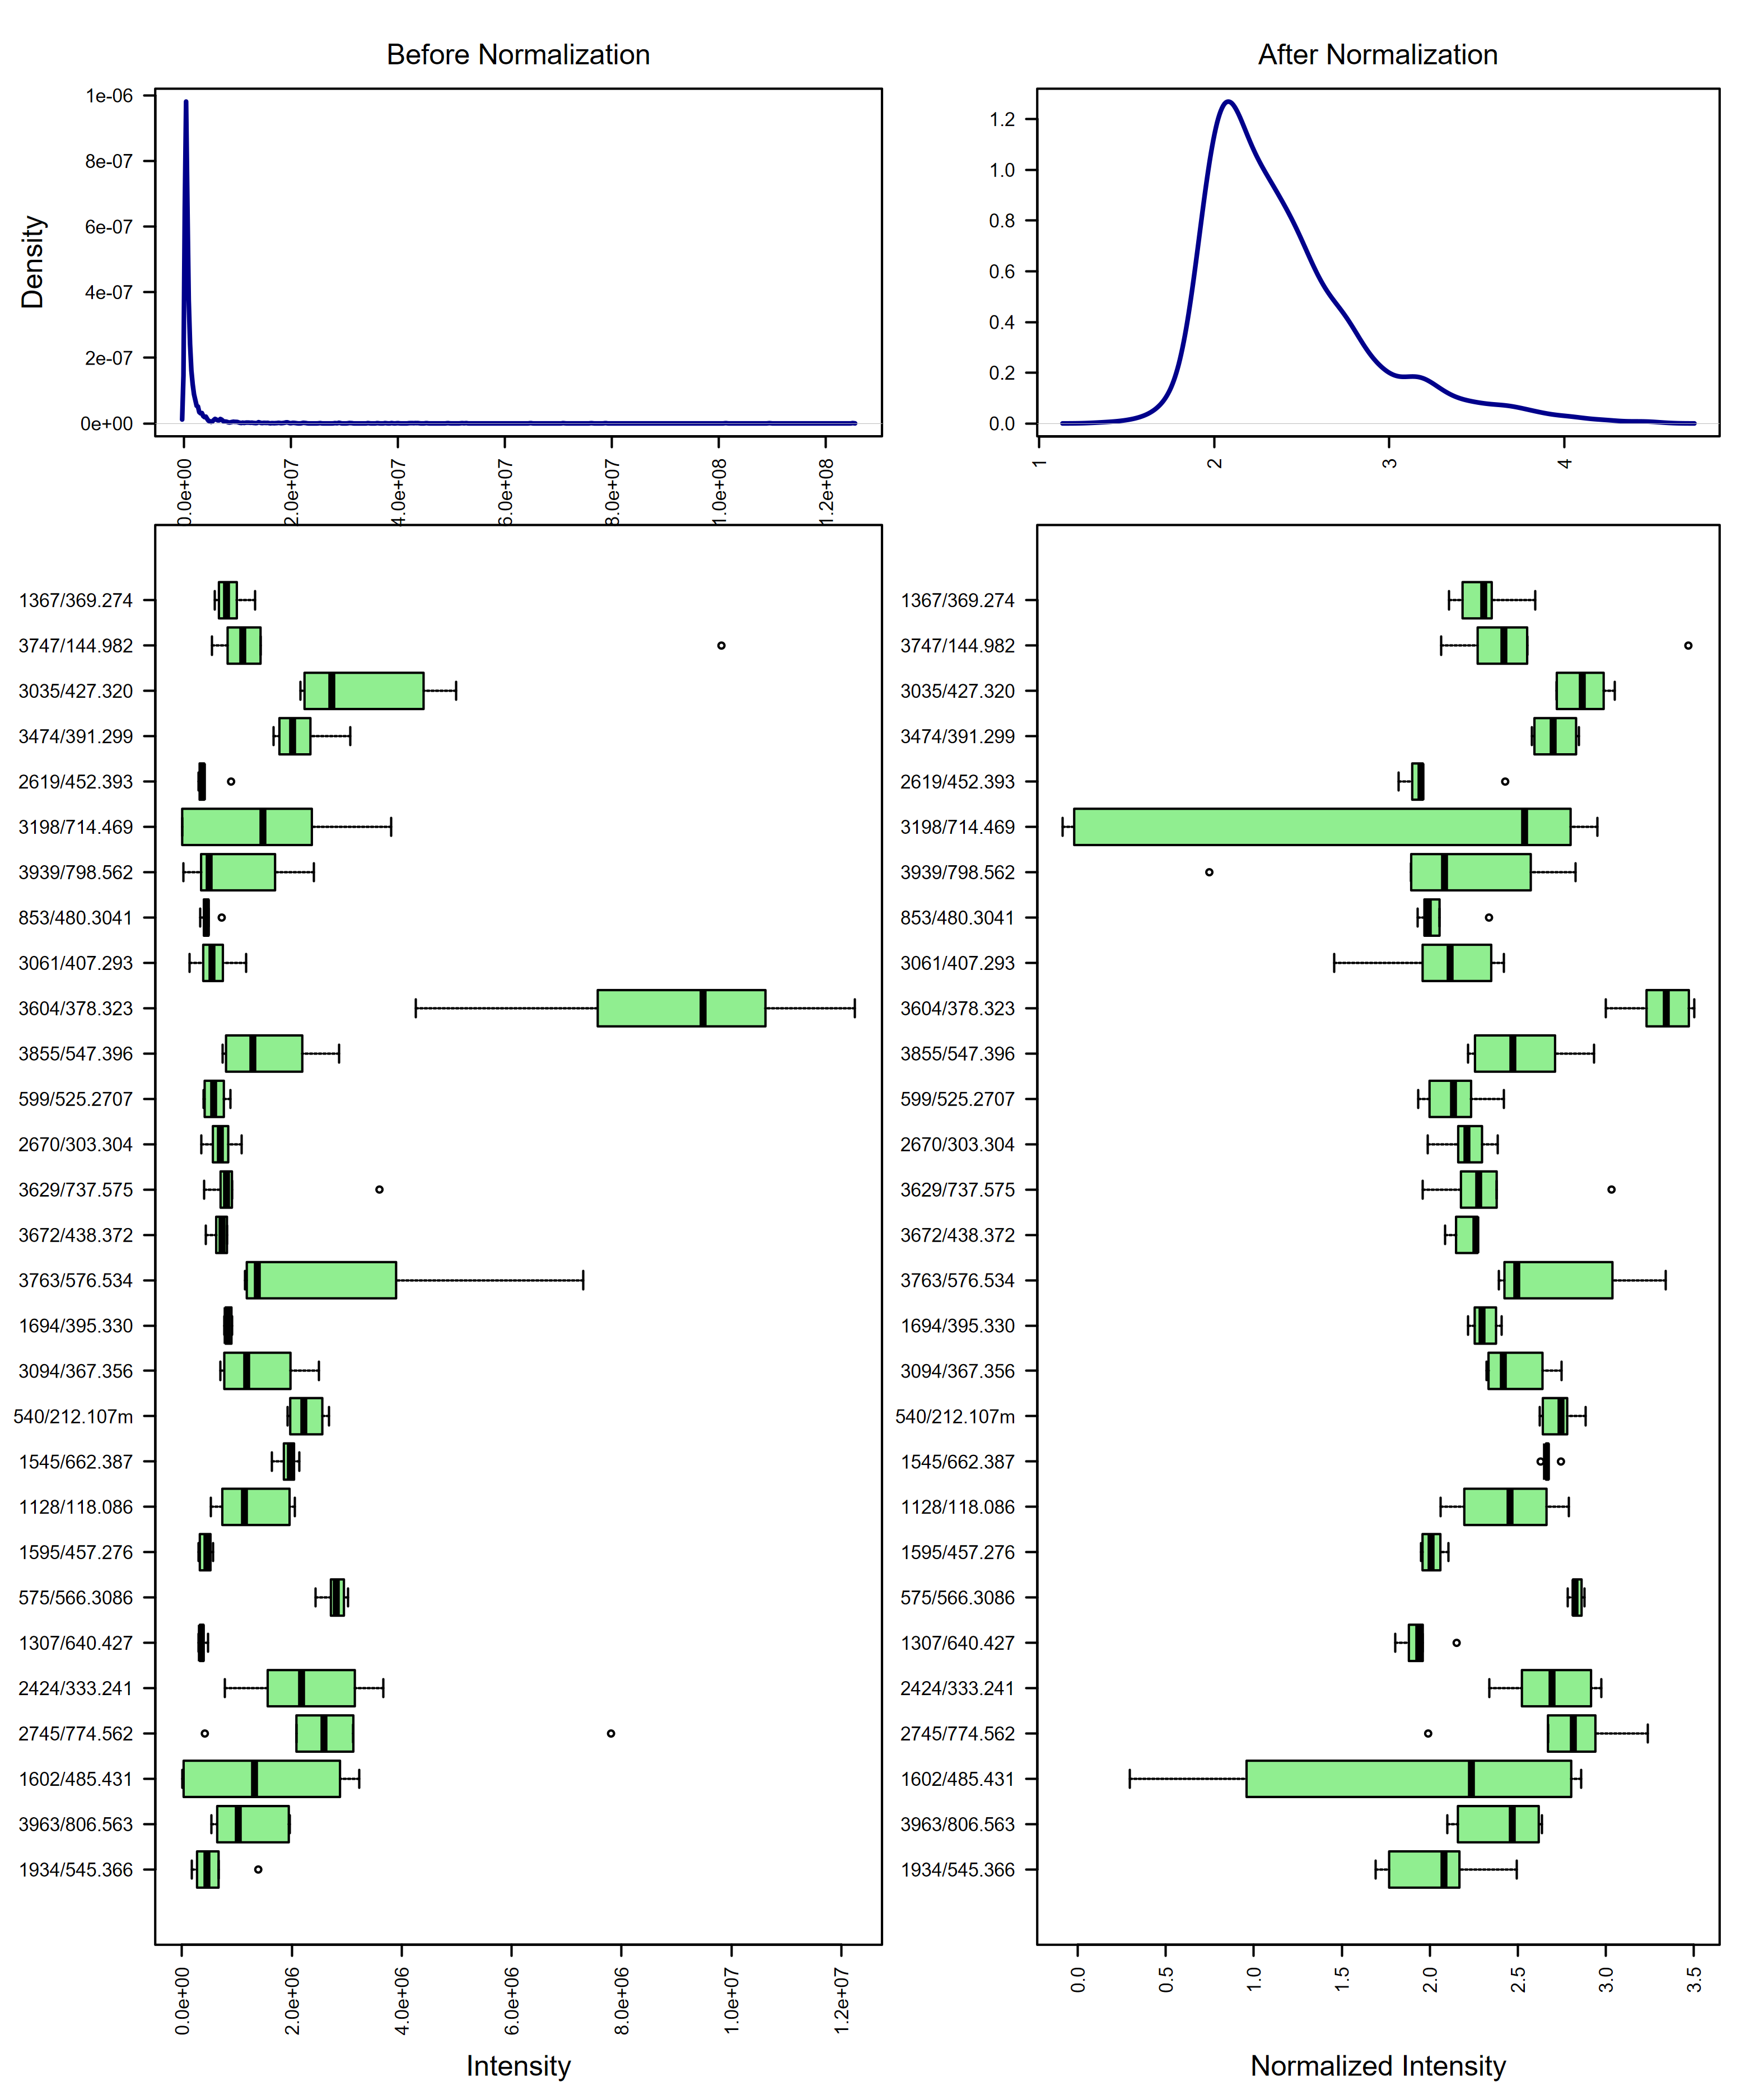 Before Normalization
After Normalization
Density
1e-06
8e-07
6e-07
4e-07
2e-07
0e+00
0.0e+00
2.0e+07
4.0e+07
6.0e+07
8.0e+07
1.0e+08
1.2e+08
1.2
1.0
0.8
0.6
0.4
0.2
0.0
1
2
3
4
1367/369.274
3747/144.982
3035/427.320
3474/391.299
2619/452.393
3198/714.469
3939/798.562
853/480.3041
3061/407.293
3604/378.323
3855/547.396
599/525.2707
2670/303.304
3629/737.575
3672/438.372
3763/576.534
1694/395.330
3094/367.356
540/212.107m
1545/662.387
1128/118.086
1595/457.276
575/566.3086
1307/640.427
2424/333.241
2745/774.562
1602/485.431
3963/806.563
1934/545.366
0.0e+00
2.0e+06
4.0e+06
6.0e+06
8.0e+06
1.0e+07
1.2e+07
Intensity
1367/369.274
3747/144.982
3035/427.320
3474/391.299
2619/452.393
3198/714.469
3939/798.562
853/480.3041
3061/407.293
3604/378.323
3855/547.396
599/525.2707
2670/303.304
3629/737.575
3672/438.372
3763/576.534
1694/395.330
3094/367.356
540/212.107m
1545/662.387
1128/118.086
1595/457.276
575/566.3086
1307/640.427
2424/333.241
2745/774.562
1602/485.431
3963/806.563
1934/545.366
0.0
0.5
1.0
1.5
2.0
2.5
3.0
3.5
Normalized Intensity